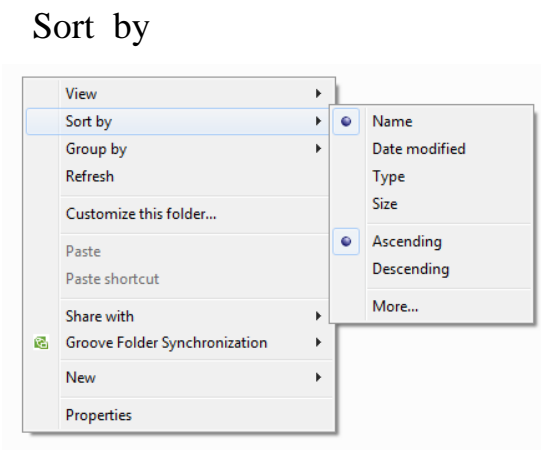 Sort by
View
Sort by
Group by
Refresh
Customize this folder...
Paste
Paste shortcut
Share with
Groove Folder Synchronization
New
Properties
Name
Date modified
Type
Size
Ascending
Descending
More...